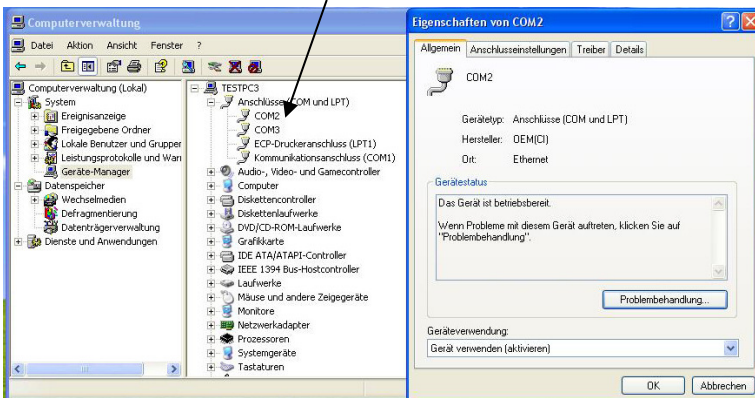 Computerverwaltung
Datei Aktion Ansicht Fenster ?
Computerverwaltung (Lokal)
System
Ereignisanzeige
Freigegebene Ordner
Lokale Benutzer und Gruppen
Leistungsprotokolle und Warn
Geräte-Manager
Datenspeicher
Wechselmedien
Defragmentierung
Datenträgerverwaltung
Dienste und Anwendungen
TESTPC3
Anschlüsse (COM und LPT)
COM2
COM3
ECP-Druckeranschluss (LPT1)
Kommunikationsanschluss (COM1)
Audio-, Video- und Gamecontroller
Computer
Diskettencontroller
Diskettenlaufwerke
DVD/CD-ROM-Laufwerke
Grafikkarte
IDE ATA/ATAPI-Controller
IEEE 1394 Bus-Hostcontroller
Laufwerke
Mäuse und andere Zeigegeräte
Monitore
Netzwerkadapter
Prozessoren
Systemgeräte
Tastaturen
Eigenschaften von COM2
Allgemein Anschlusseinstellungen Treiber Details
COM2
Gerätetyp: Anschlüsse (COM und LPT)
Hersteller: OEM(CI)
Ort: Ethernet
Gerätestatus
Das Gerät ist betriebsbereit.
Wenn Probleme mit diesem Gerät auftreten, klicken Sie auf
"Problembehandlung".
Problembehandlung...
Geräteverwendung:
Gerät verwenden (aktivieren)
OK Abbrechen